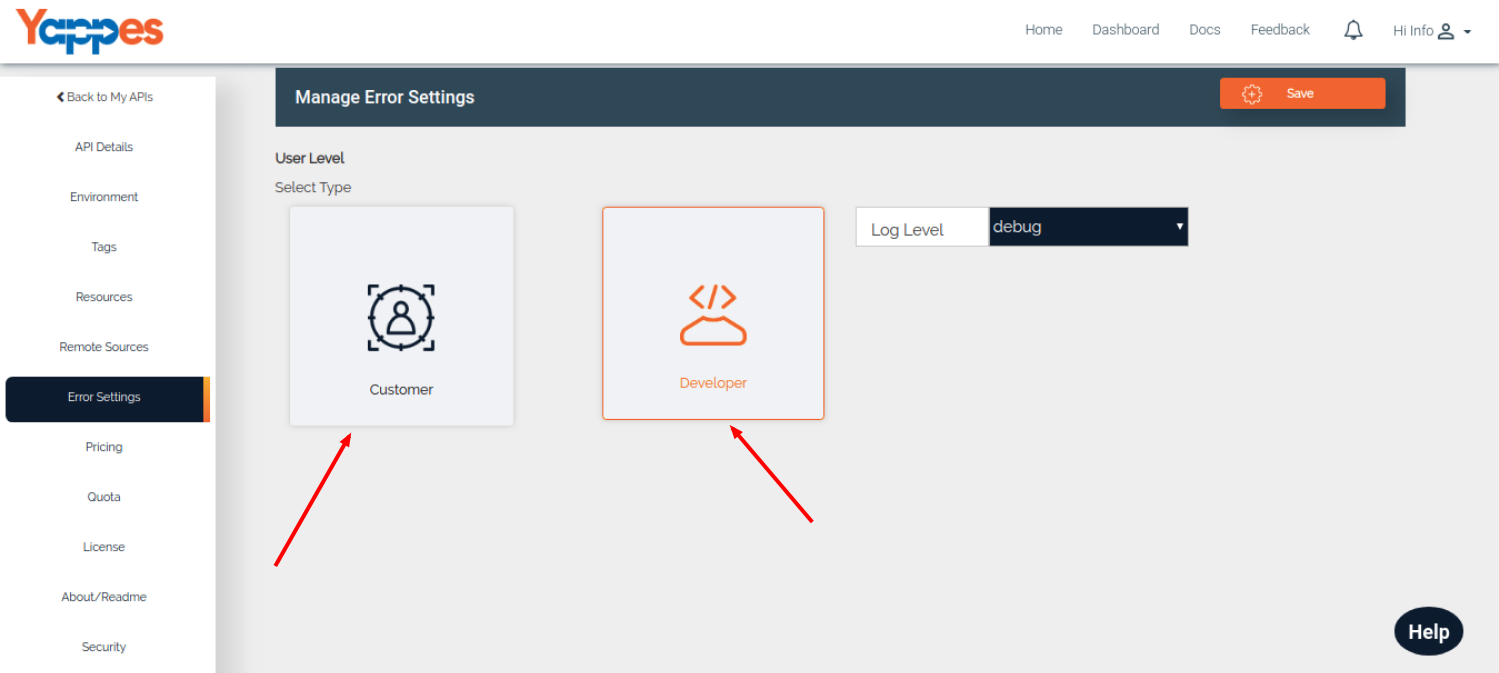 Yappes
Home Dashboard Docs Feedback Hi Info
Back to My APIs
API Details
Environment
Tags
Resources
Remote Sources
Error Settings
Pricing
Quota
License
About/Readme
Security
Manage Error Settings
Save
User Level
Select Type
Customer
Developer
Log Level debug
Help